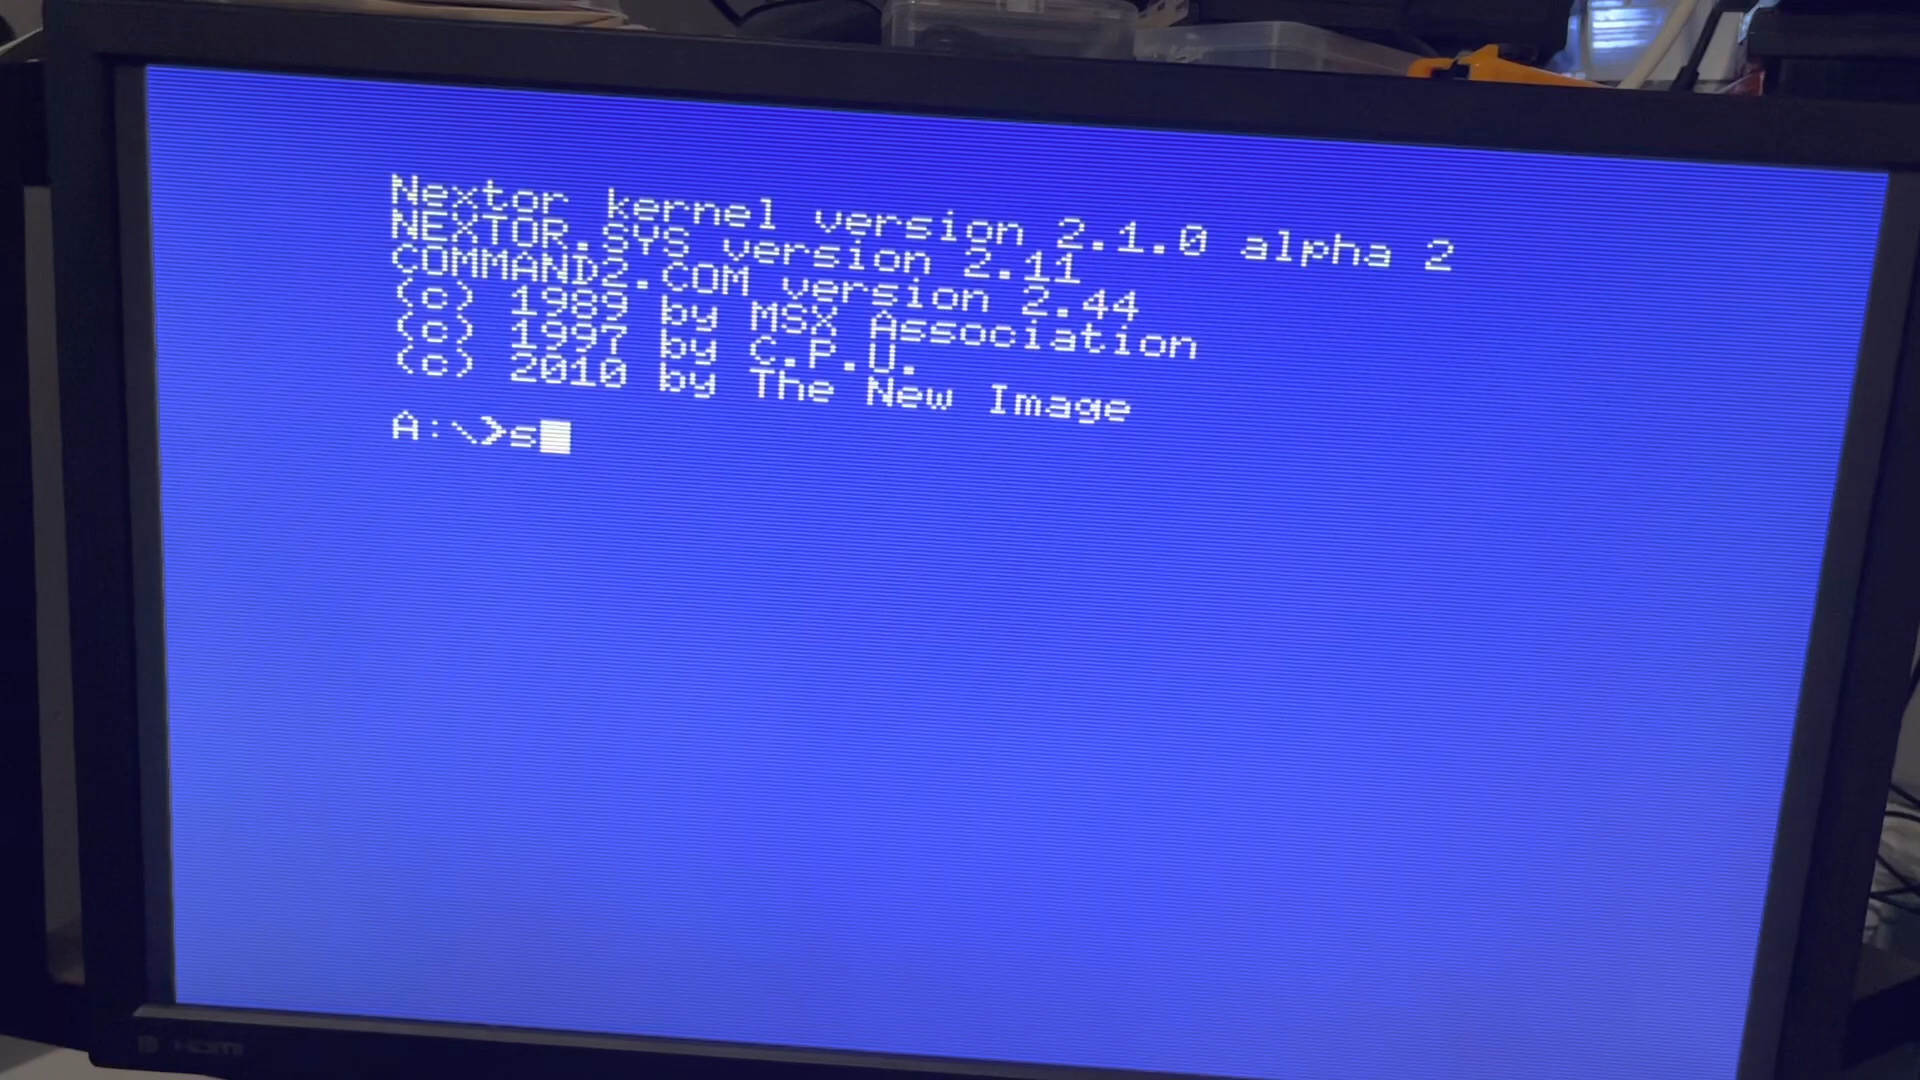 Nextor kernel version 2.1.0 alpha 2
NEXTOR.SYS version 2.11
COMMAND2.COM version 2.44
(c) 1989 by MSX Association
(c) 1997 by C.P.U.
(c) 2010 by The New Image
A:\>s
HDMI